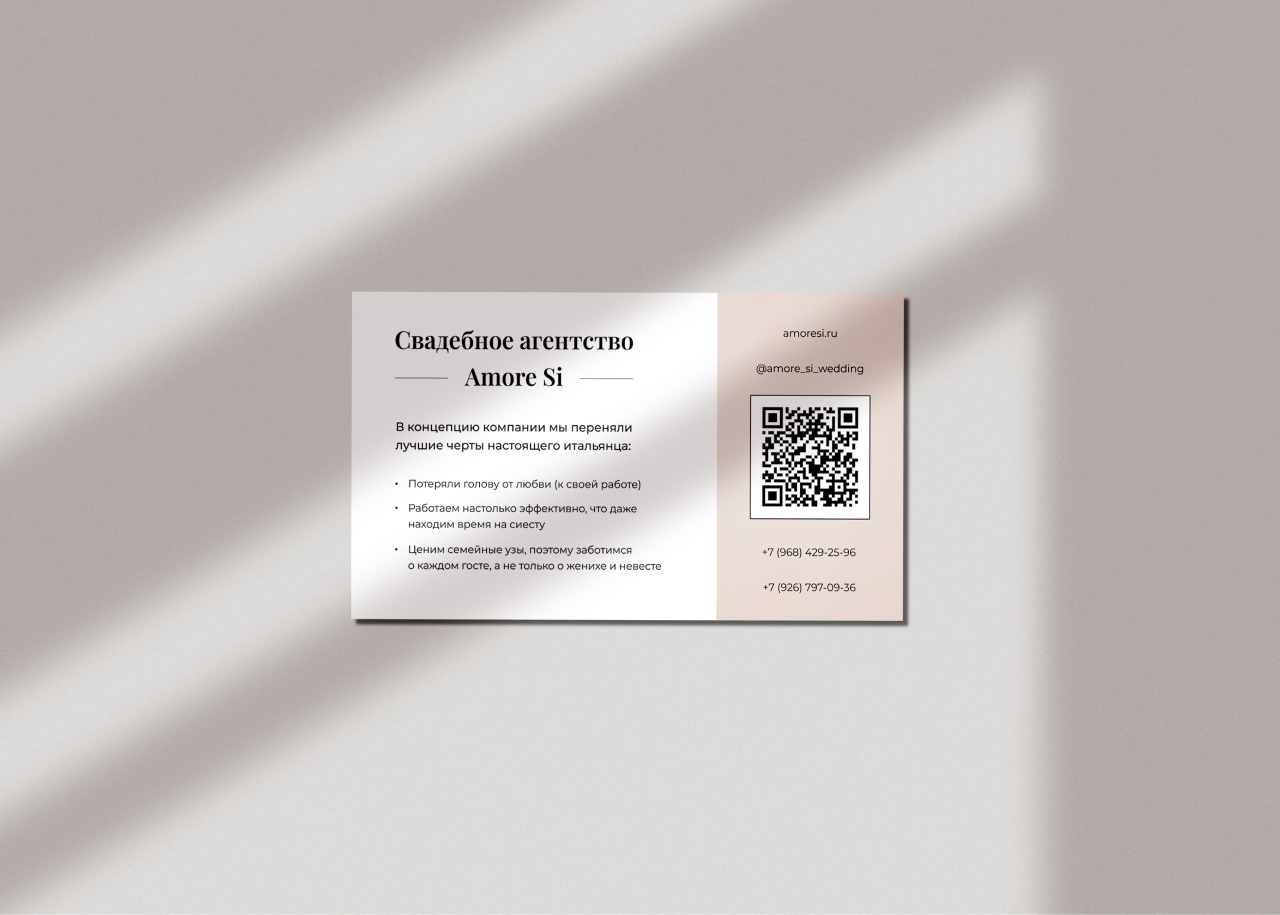 Свадебное агентство
Amore Si
В концепцию компании мы переняли
лучшие черты настоящего итальянца:
• Потеряли голову от любви (к своей работе)
• Работаем настолько эффективно, что даже
находим время на сиесту
• Ценим семейные узы, поэтому заботимся
о каждом госте, а не только о женихе и невесте
amoresi.ru
@amore_si_wedding
+7 (968) 429-25-96
+7 (926) 797-09-36